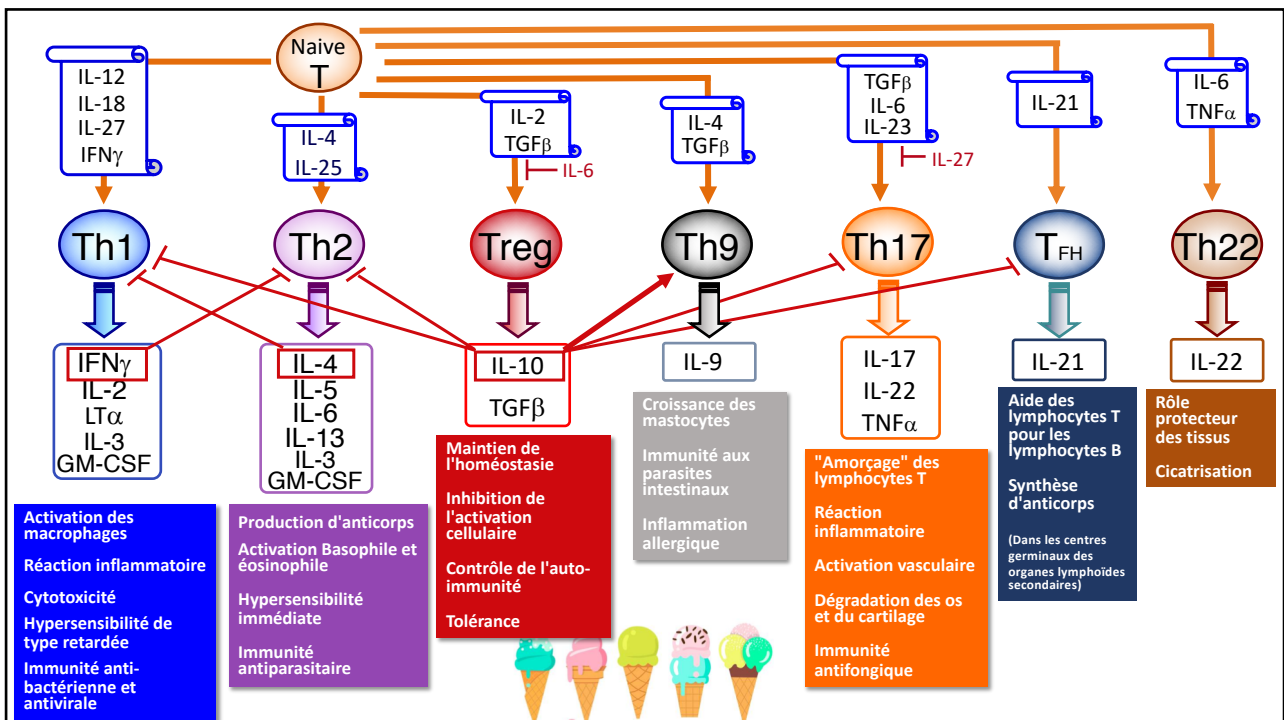 Naive
T
IL-12
IL-18
IL-27
IFNγ
IL-4
IL-25
IL-2
TGFβ
IL-6
IL-4
TGFβ
TGFβ
IL-6
IL-23
IL-27
IL-21
IL-6
TNFα
Th1
Th2
Treg
Th9
Th17
TFH
Th22
IFNγ
IL-2
LTα
IL-3
GM-CSF
IL-4
IL-5
IL-6
IL-13
IL-3
GM-CSF
IL-10
TGFβ
IL-9
IL-17
IL-22
TNFα
IL-21
IL-22
Activation des
macrophages
Réaction inflammatoire
Cytotoxicité
Hypersensibilité de
type retardée
Immunité anti-
bactérienne et
antivirale
Production d'anticorps
Activation Basophile et
éosinophile
Hypersensibilité
immédiate
Immunité
antiparasitaire
Maintien de
l'homéostasie
Inhibition de
l'activation
cellulaire
Contrôle de l'auto-
immunité
Tolérance
Croissance des
mastocytes
Immunité aux
parasites
intestinaux
Inflammation
allergique
"Amorçage" des
lymphocytes T
Réaction
inflammatoire
Activation vasculaire
Dégradation des os
et du cartilage
Immunité
antifongique
Aide des
lymphocytes T
pour les
lymphocytes B
Synthèse
d'anticorps
(Dans les centres
germinaux des
organes lymphoïdes
secondaires)
Rôle
protecteur
des tissus
Cicatrisation